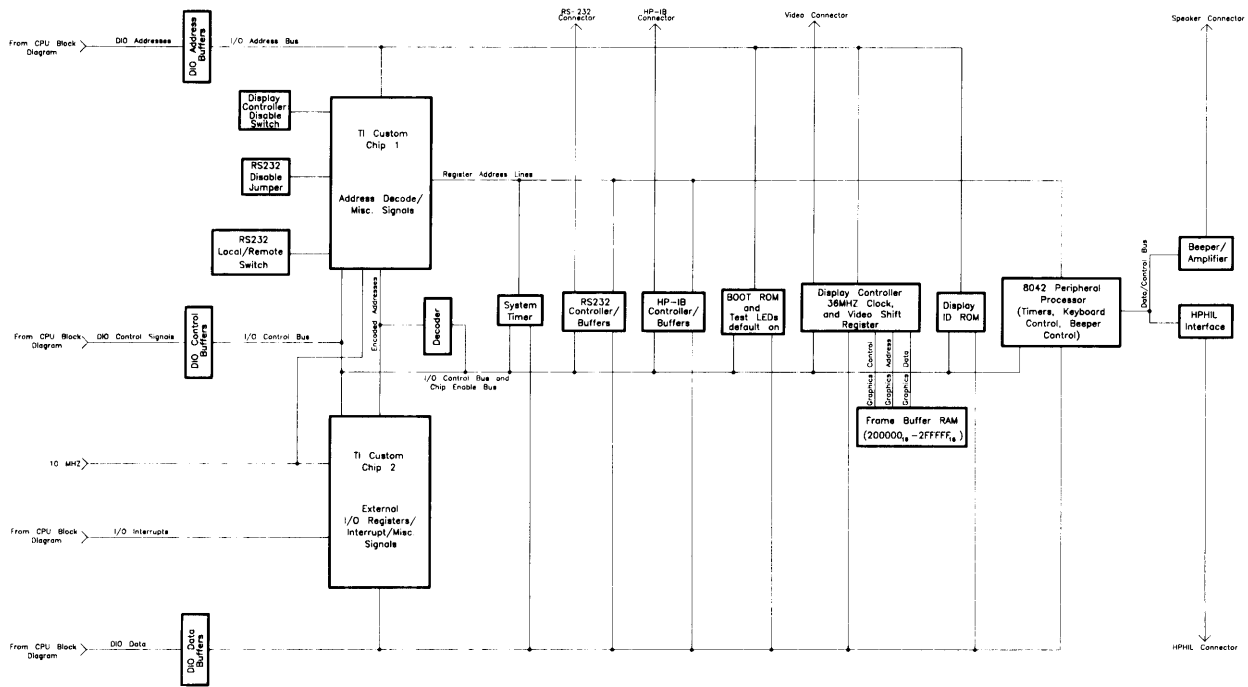 RS-232
Connector
HP-IB
Connector
Video Connector
Speaker Connector
From CPU Block
Diagram
DIO Addresses
DIO Address
Buffers
I/O Address Bus
Display
Controller
Disable
Switch
TI Custom
Chip 1
Address Decode/
Misc. Signals
RS232
Disable
Jumper
Register Address Lines
RS232
Local/Remote
Switch
Encoded Addresses
From CPU Block
Diagram
DIO Control Signals
DIO Control
Buffers
I/O Control Bus
Decoder
I/O Control Bus and
Chip Enable Bus
System
Timer
RS232
Controller/
Buffers
HP-IB
Controller/
Buffers
BOOT ROM
and
Test LEDs
default on
Display Controller
36MHZ Clock,
and Video Shift
Register
Display
ID ROM
8042 Peripheral
Processor
(Timers, Keyboard
Control, Beeper
Control)
Data/Control Bus
Beeper/
Amplifier
HPHIL
Interface
Graphics Control
Graphics Address
Graphics Data
Frame Buffer RAM
(200000₁₆-2FFFFF₁₆)
10 MHZ
TI Custom
Chip 2
External
I/O Registers/
Interrupt/Misc.
Signals
From CPU Block
Diagram
I/O Interrupts
From CPU Block
Diagram
DIO Data
DIO Data
Buffers
HPHIL Connector